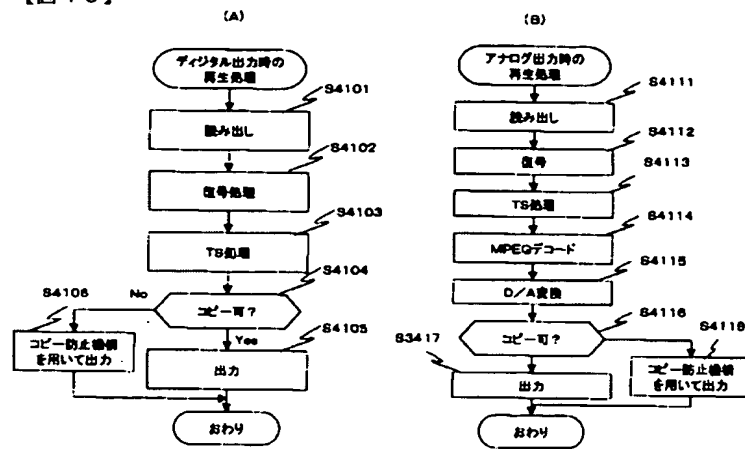 (A)
ディジタル出力時の
再生処理
S4101
読み出し
S4102
復号処理
S4103
TS処理
S4104
No
コピー可?
S4106
Yes
S4105
コピー防止機構
を用いて出力
出力
おわり
(B)
アナログ出力時の
再生処理
S4111
読み出し
S4112
復号
S4113
TS処理
S4114
MPEGデコード
S4115
D/A変換
S4116
コピー可?
S4118
S3417
コピー防止機構
を用いて出力
出力
おわり